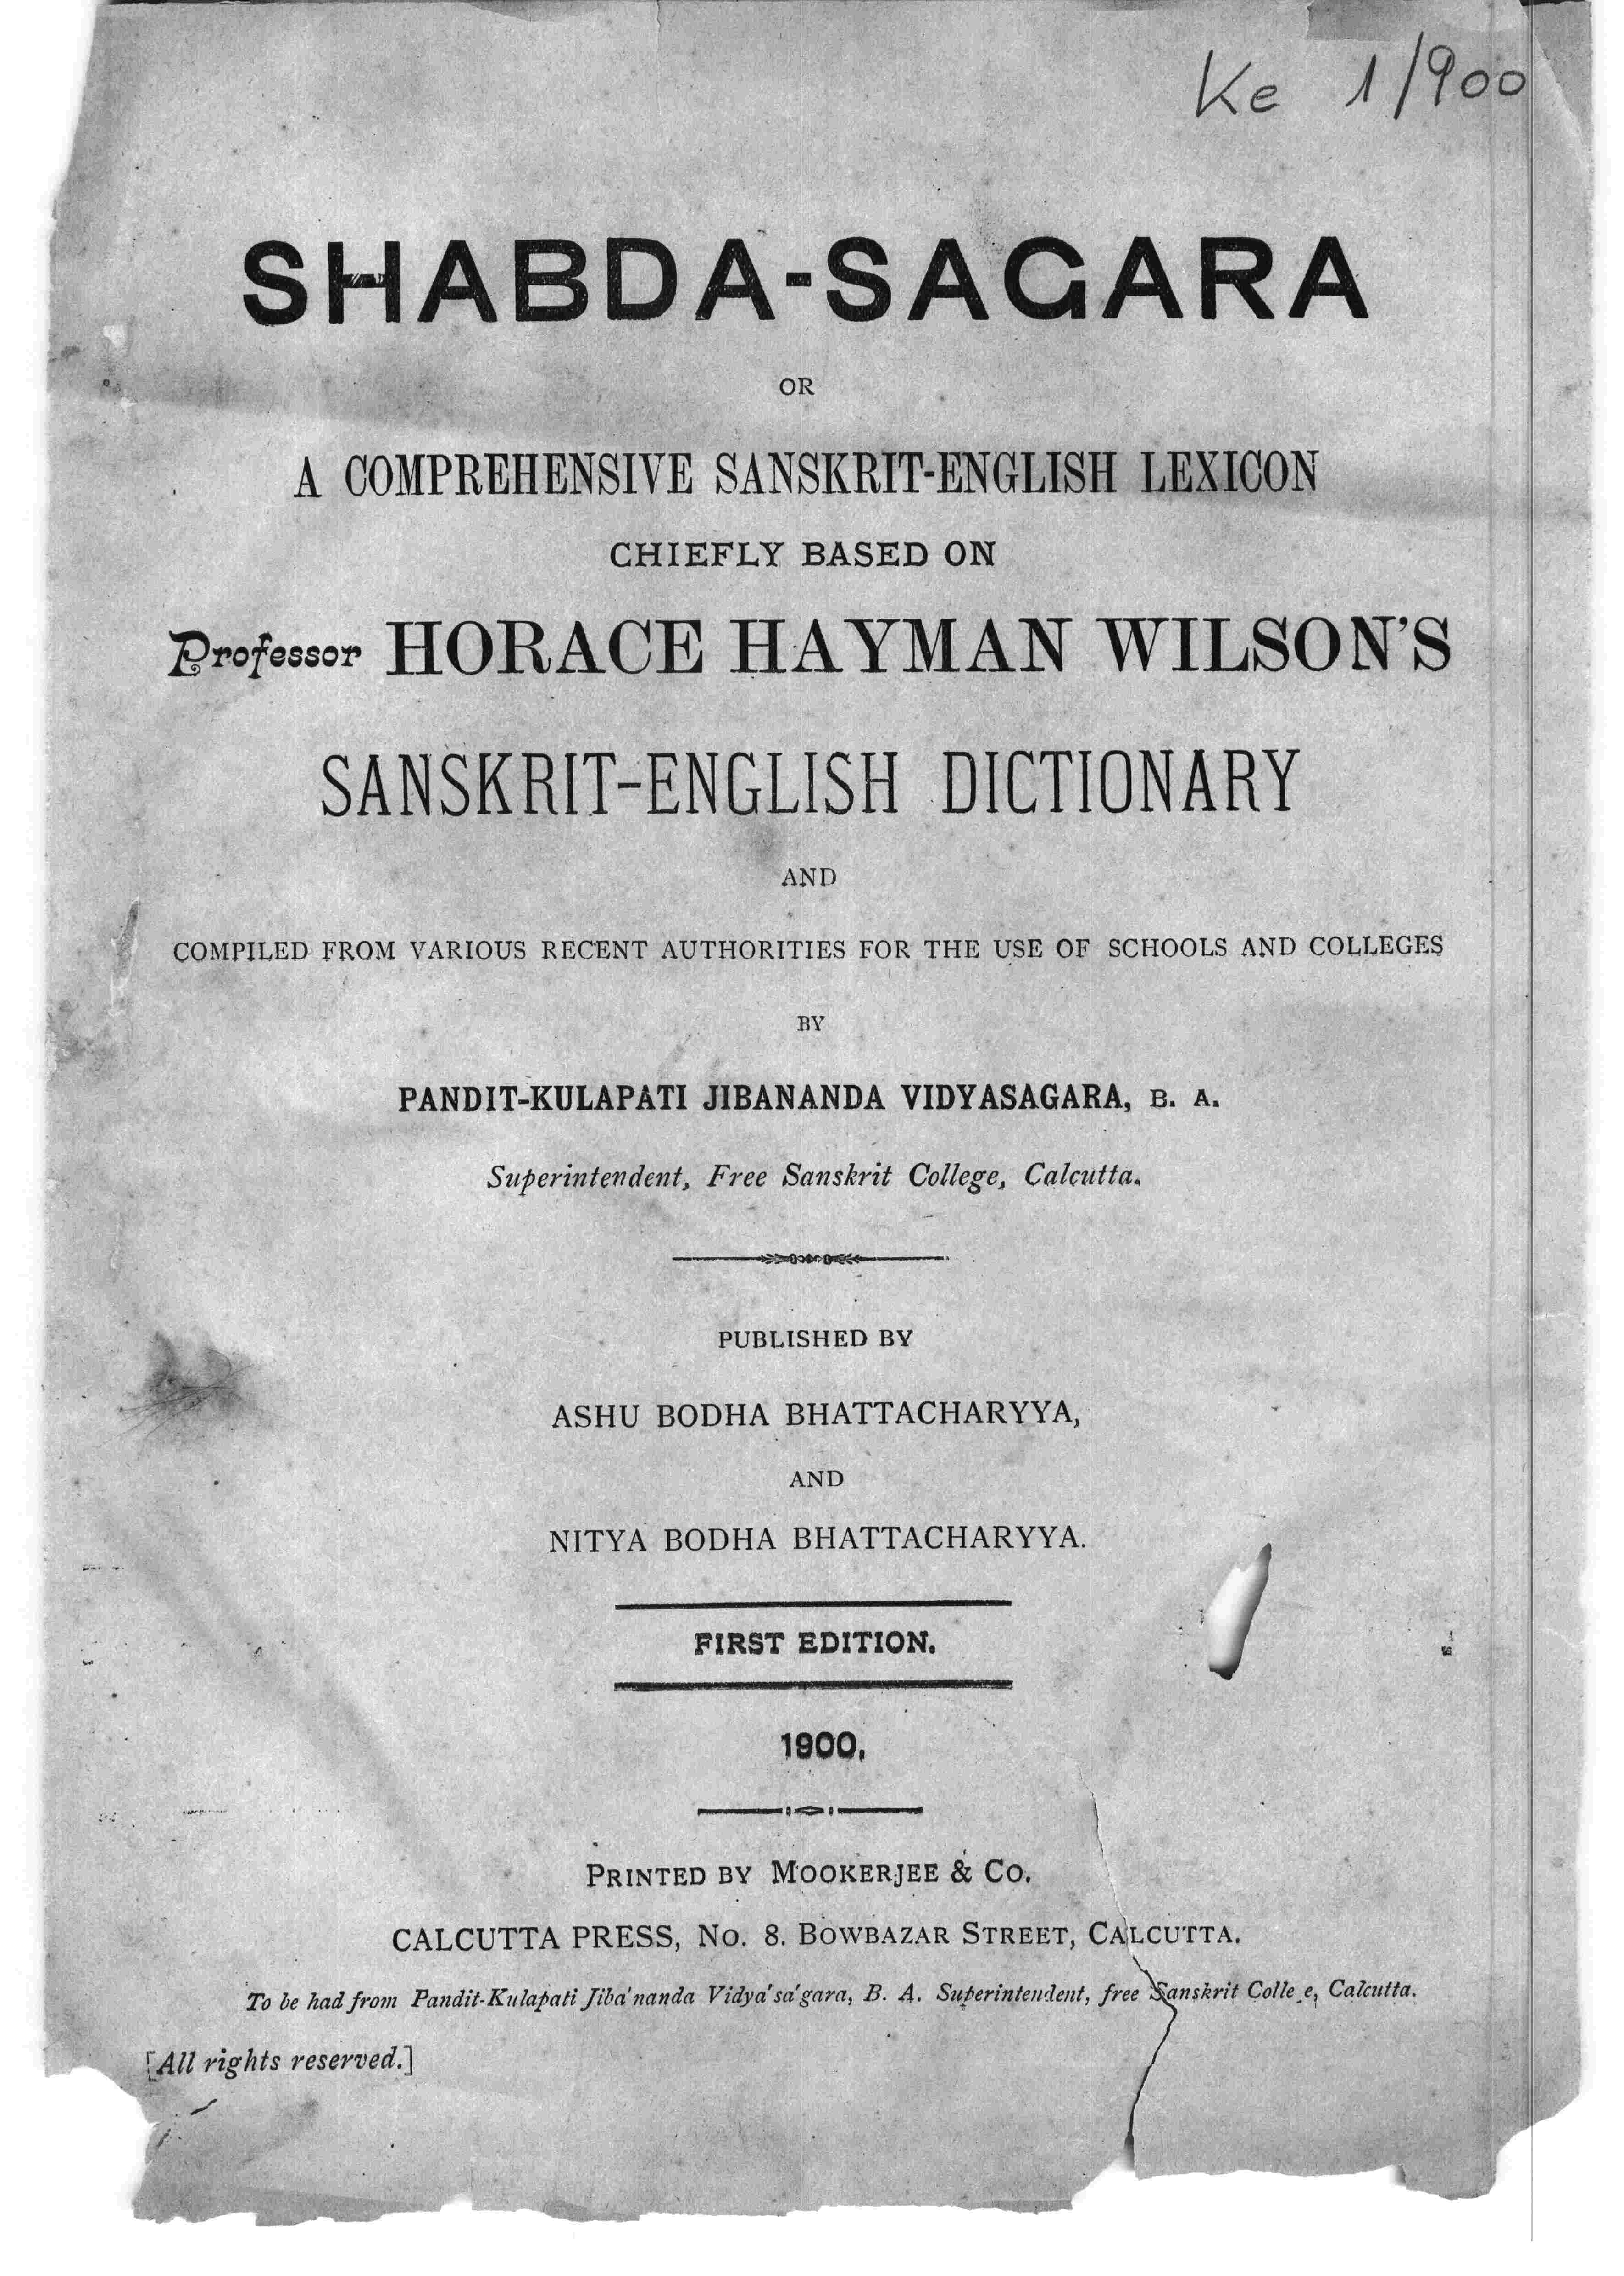 Ke 1/900
SHABDA-SAGARA
OR
A COMPREHENSIVE SANSKRIT-ENGLISH LEXICON
CHIEFLY BASED ON
Professor HORACE HAYMAN WILSON'S
SANSKRIT-ENGLISH DICTIONARY
AND
COMPILED FROM VARIOUS RECENT AUTHORITIES FOR THE USE OF SCHOOLS AND COLLEGES
BY
PANDIT-KULAPATI JIBANANDA VIDYASAGARA, B. A.
Superintendent, Free Sanskrit College, Calcutta.
PUBLISHED BY
ASHU BODHA BHATTACHARYYA,
AND
NITYA BODHA BHATTACHARYYA.
FIRST EDITION.
1900.
PRINTED BY MOOKERJEE & CO.
CALCUTTA PRESS, NO. 8. BOWBAZAR STREET, CALCUTTA.
To be had from Pandit-Kulapati Jiba'nanda Vidya'sa'gara, B. A. Superintendent, free Sanskrit Colle e, Calcutta.
[All rights reserved.]